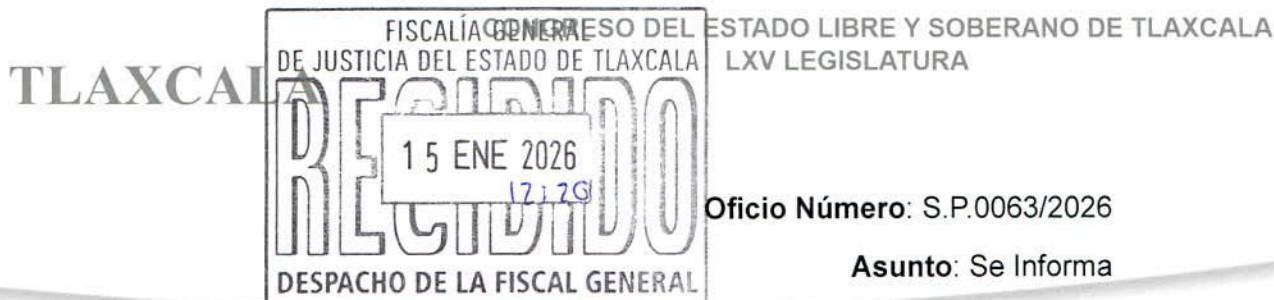 FISCALÍA GENERAL
CONGRESO DEL ESTADO LIBRE Y SOBERANO DE TLAXCALA
DE JUSTICIA DEL ESTADO DE TLAXCALA
LXV LEGISLATURA
TLAXCALA
RECIBIDO
15 ENE 2026
Oficio Número: S.P.0063/2026
Asunto: Se Informa
DESPACHO DE LA FISCAL GENERAL